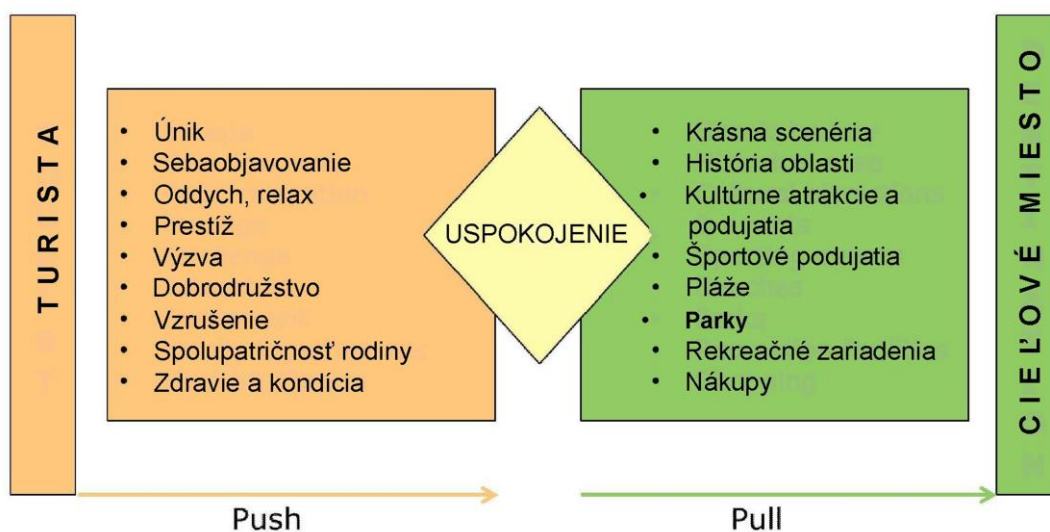 TURISTA
• Únik
• Sebaobjavovanie
• Oddych, relax
• Prestíž
• Výzva
• Dobrodružstvo
• Vzrušenie
• Spolupatričnosť rodiny
• Zdravie a kondícia
USPOKOJENIE
• Krásna scenéria
• História oblasti
• Kultúrne atrakcie a
podujatia
• Športové podujatia
• Pláže
• Parky
• Rekreačné zariadenia
• Nákupy
CIEĽOVÉ MIESTO
Push
Pull